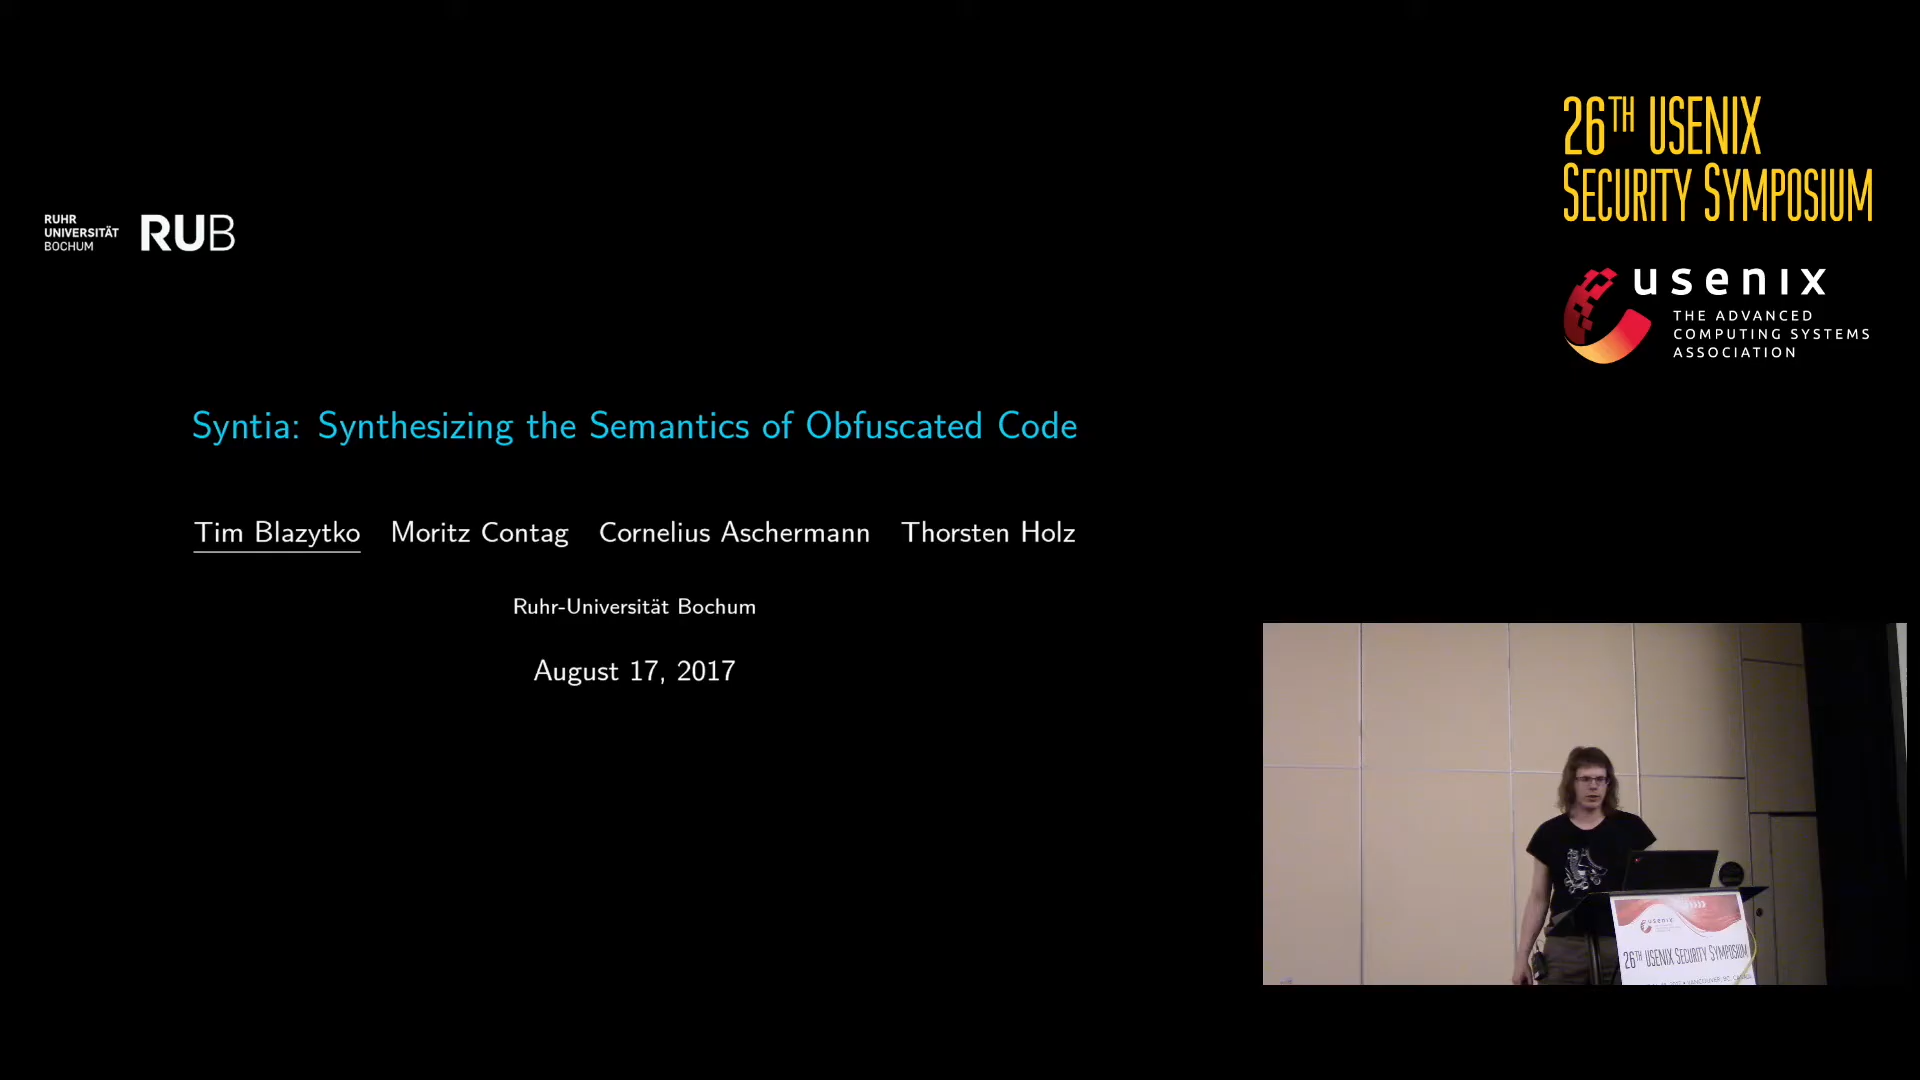 RUHR
UNIVERSITÄT
BOCHUM
RUB
26TH USENIX
SECURITY SYMPOSIUM
usenix
THE ADVANCED
COMPUTING SYSTEMS
ASSOCIATION
Syntia: Synthesizing the Semantics of Obfuscated Code
Tim Blazytko Moritz Contag Cornelius Aschermann Thorsten Holz
Ruhr-Universität Bochum
August 17, 2017
usenix
26TH USENIX SECURITY SYMPOSIUM